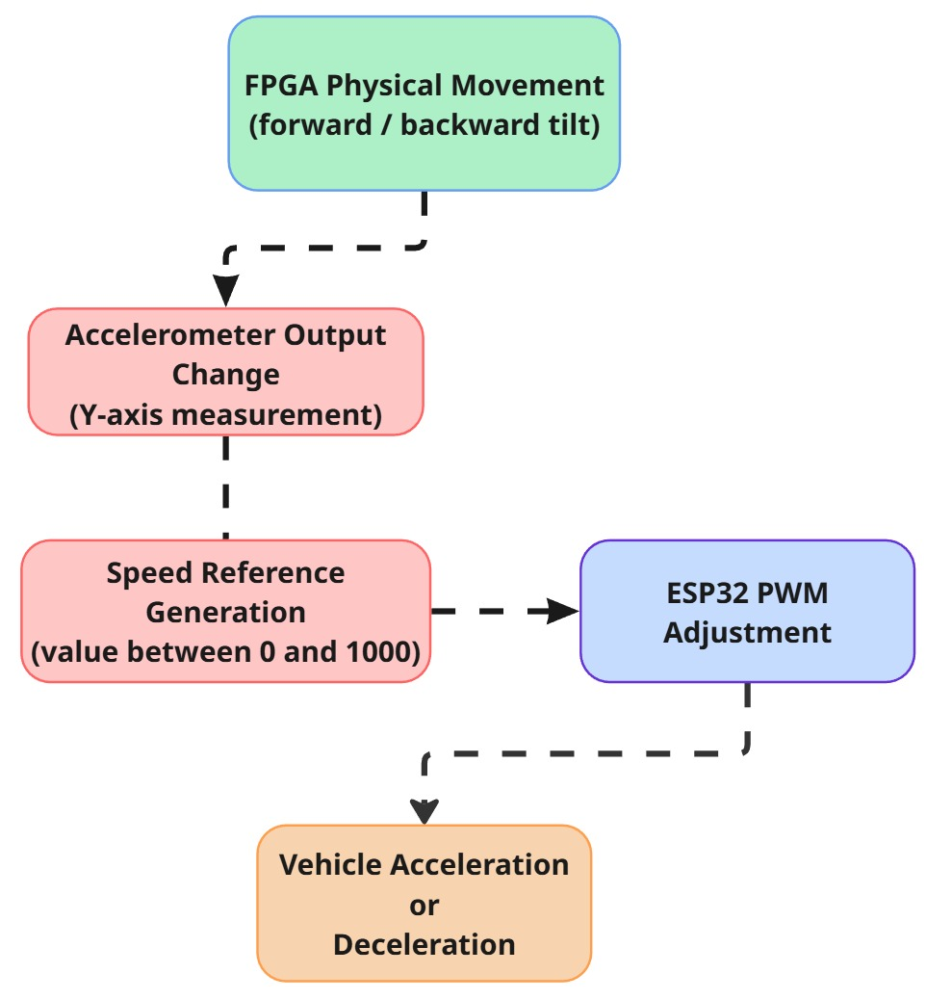 FPGA Physical Movement
(forward / backward tilt)
Accelerometer Output
Change
(Y-axis measurement)
Speed Reference
Generation
(value between 0 and 1000)
ESP32 PWM
Adjustment
Vehicle Acceleration
or
Deceleration